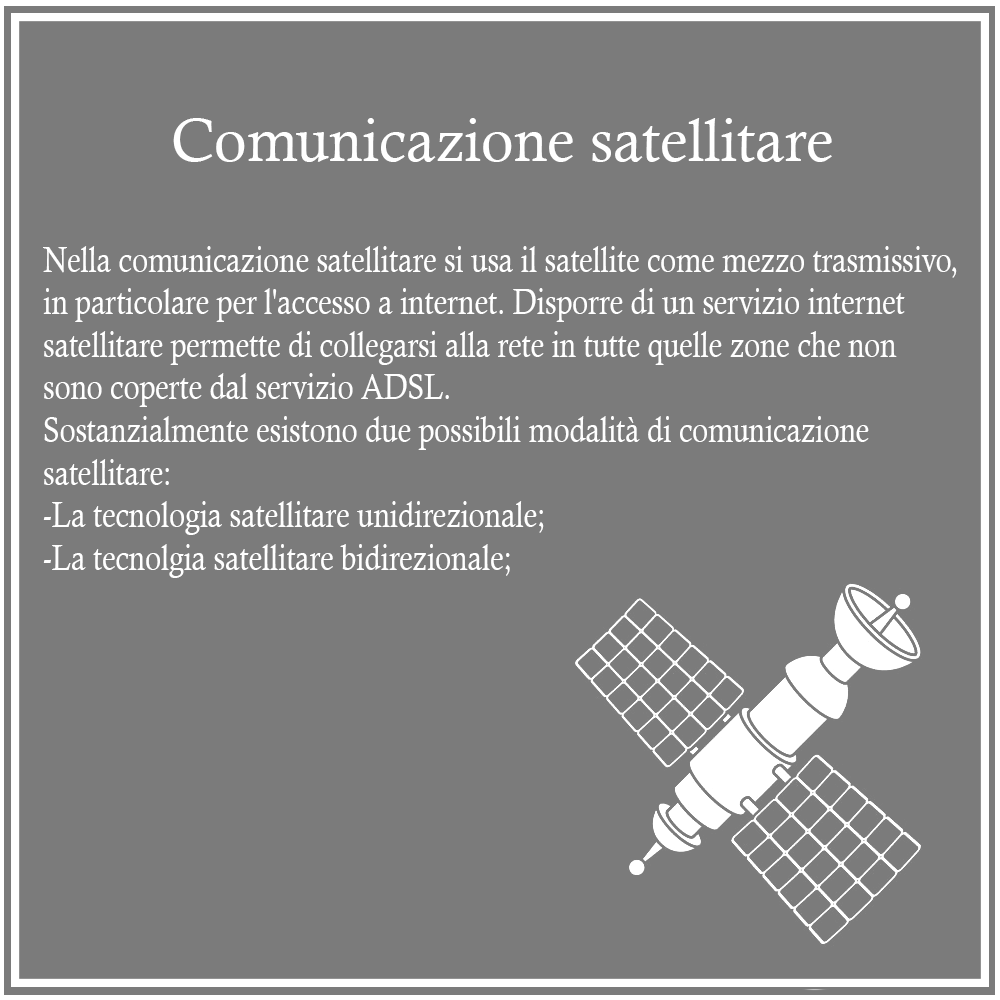 Comunicazione satellitare
Nella comunicazione satellitare si usa il satellite come mezzo trasmissivo,
in particolare per l'accesso a internet. Disporre di un servizio internet
satellitare permette di collegarsi alla rete in tutte quelle zone che non
sono coperte dal servizio ADSL.
Sostanzialmente esistono due possibili modalità di comunicazione
satellitare:
-La tecnologia satellitare unidirezionale;
-La tecnolgia satellitare bidirezionale;